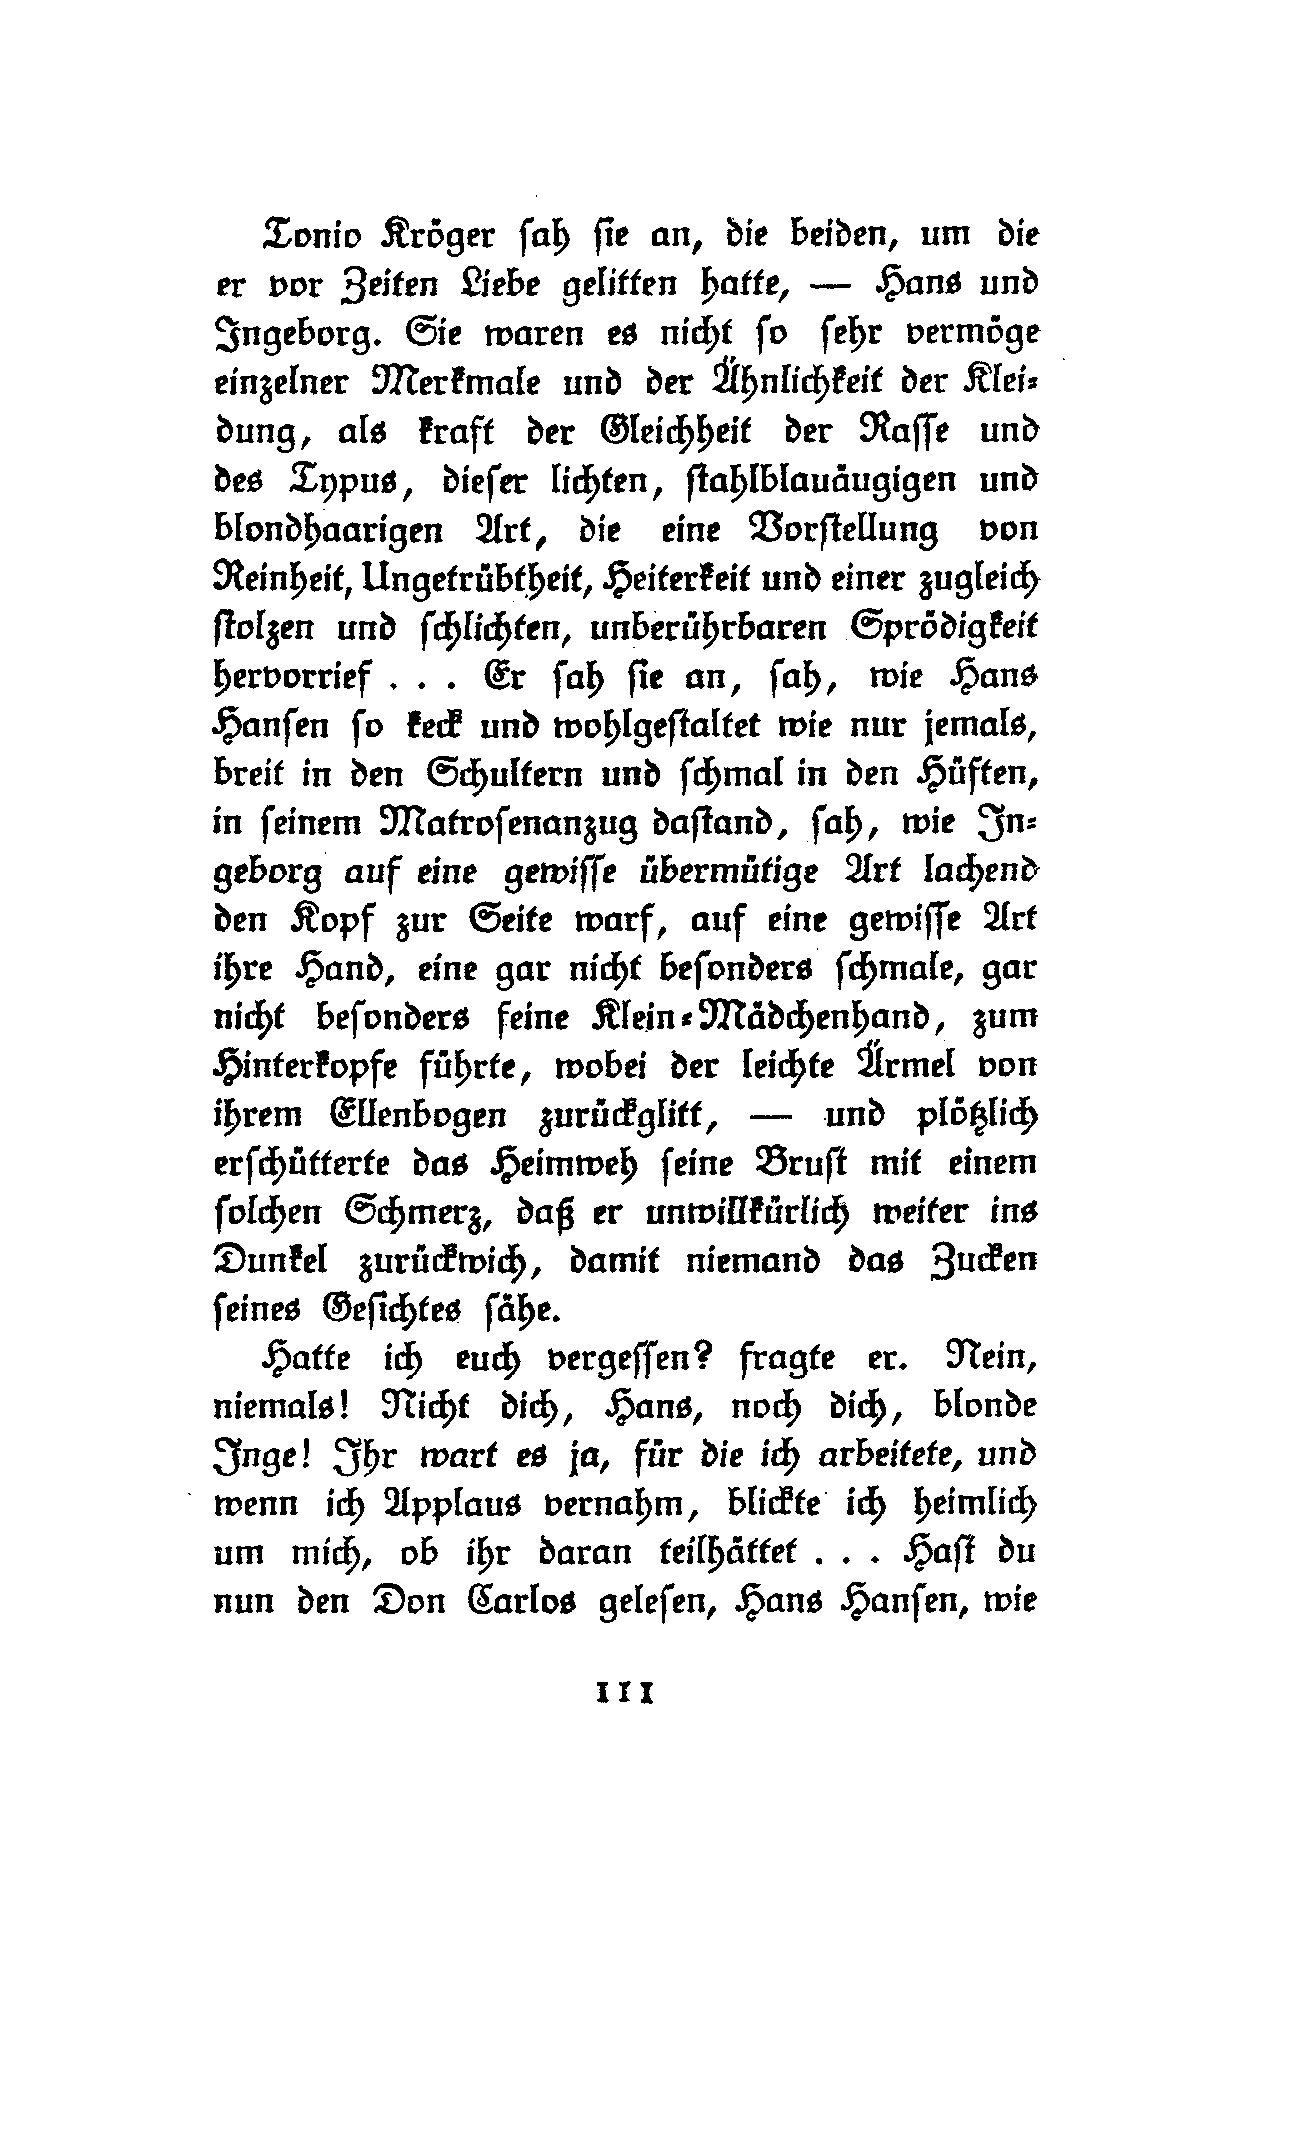 Tonio Kröger ſah ſie an, die beiden, um die
er vor Zeiten Liebe gelitten hatte, — Hans und
Ingeborg. Sie waren es nicht ſo ſehr vermöge
einzelner Merkmale und der Ähnlichkeit der Klei⸗
dung, als kraft der Gleichheit der Raſſe und
des Typus, dieſer lichten, ſtahlblauäugigen und
blondhaarigen Art, die eine Vorſtellung von
Reinheit, Ungetrübtheit, Heiterkeit und einer zugleich
ſtolzen und ſchlichten, unberührbaren Sprödigkeit
hervorrief . . . Er ſah ſie an, ſah, wie Hans
Hanſen ſo keck und wohlgeſtaltet wie nur jemals,
breit in den Schultern und ſchmal in den Hüften,
in ſeinem Matroſenanzug daſtand, ſah, wie In⸗
geborg auf eine gewiſſe übermütige Art lachend
den Kopf zur Seite warf, auf eine gewiſſe Art
ihre Hand, eine gar nicht beſonders ſchmale, gar
nicht beſonders feine Klein⸗Mädchenhand, zum
Hinterkopfe führte, wobei der leichte Ärmel von
ihrem Ellenbogen zurückglitt, — und plötzlich
erſchütterte das Heimweh ſeine Bruſt mit einem
ſolchen Schmerz, daß er unwillkürlich weiter ins
Dunkel zurückwich, damit niemand das Zucken
ſeines Geſichtes ſähe.
Hatte ich euch vergeſſen? fragte er. Nein,
niemals! Nicht dich, Hans, noch dich, blonde
Inge! Ihr wart es ja, für die ich arbeitete, und
wenn ich Applaus vernahm, blickte ich heimlich
um mich, ob ihr daran teilhättet . . . Haſt du
nun den Don Carlos geleſen, Hans Hanſen, wie
111